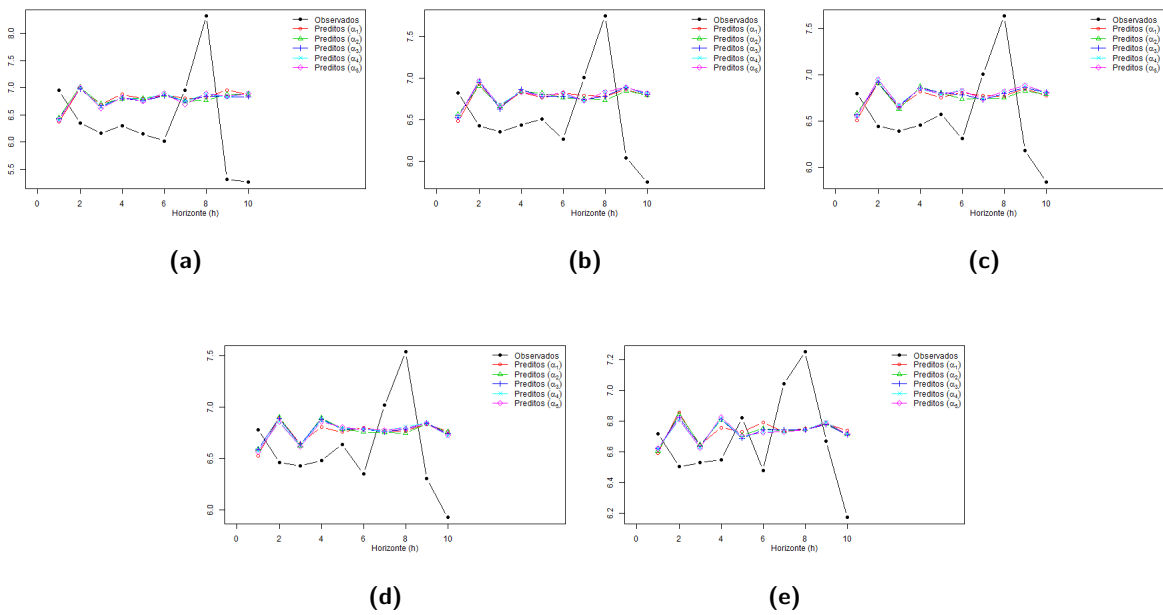 8.0
7.5
7.0
6.5
6.0
5.5
0 2 4 6 8 10
Horizonte (h)
Observados
Preditos (α1)
Preditos (α2)
Preditos (α3)
Preditos (α4)
Preditos (α6)
(a)
7.5
7.0
6.5
6.0
0 2 4 6 8 10
Horizonte (h)
Observados
Preditos (α1)
Preditos (α2)
Preditos (α3)
Preditos (α4)
Preditos (α6)
(b)
7.5
7.0
6.5
6.0
0 2 4 6 8 10
Horizonte (h)
Observados
Preditos (α1)
Preditos (α2)
Preditos (α3)
Preditos (α4)
Preditos (α6)
(c)
7.5
7.0
6.5
6.0
0 2 4 6 8 10
Horizonte (h)
Observados
Preditos (α1)
Preditos (α2)
Preditos (α3)
Preditos (α4)
Preditos (α5)
(d)
7.2
7.0
6.8
6.6
6.4
6.2
0 2 4 6 8 10
Horizonte (h)
Observados
Preditos (α1)
Preditos (α2)
Preditos (α3)
Preditos (α4)
Preditos (α5)
(e)